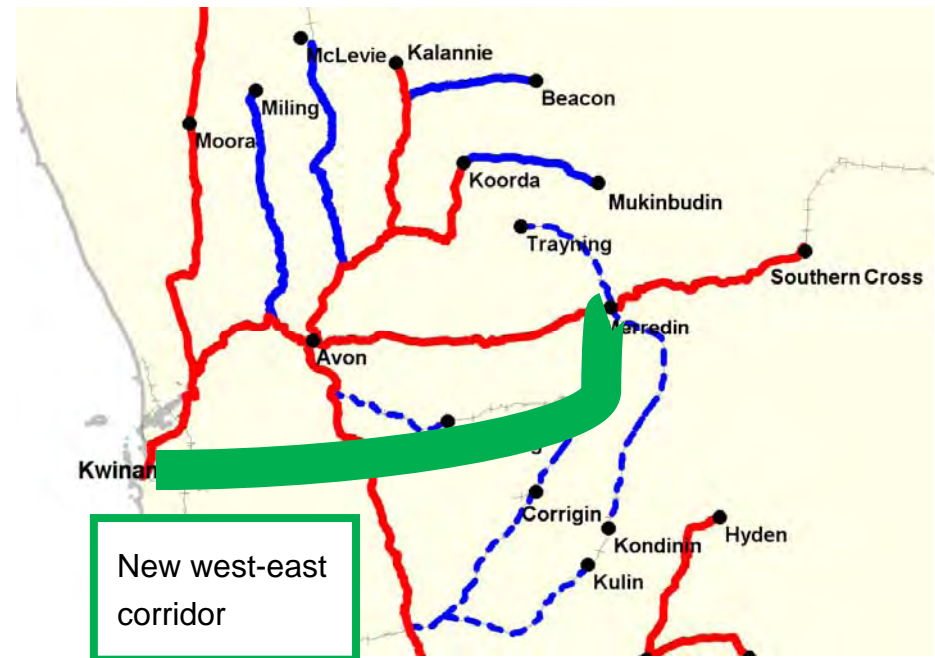 McLevie
Kalannie
Miling
Beacon
Moora
Koorda
Mukinbudin
Trayning
Southern Cross
Avon
Corrigin
Kondinin
Hyden
Kulin
New west-east
corridor